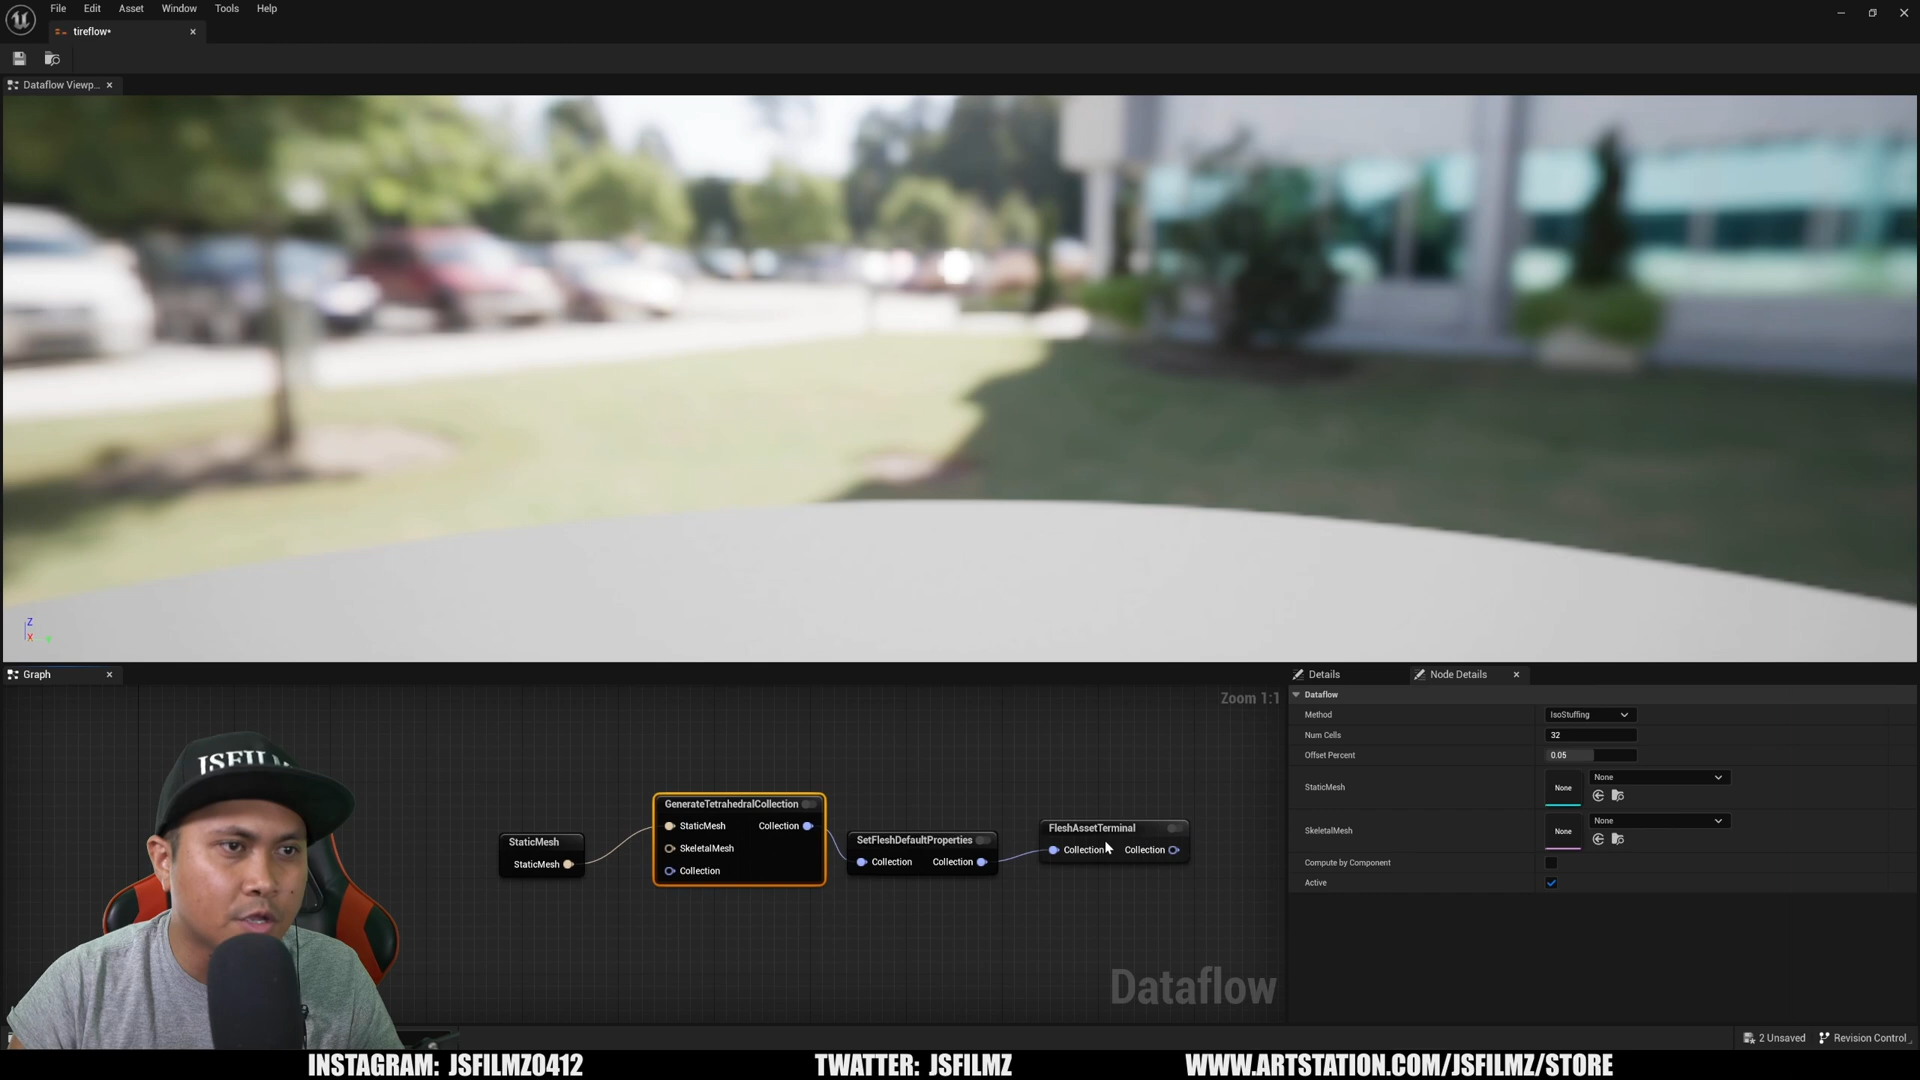 File Edit Asset Window Tools Help
tireflow*
Dataflow Viewp...
Z
X
Graph
Zoom 1:1
StaticMesh
StaticMesh
GenerateTetrahedralCollection
StaticMesh Collection
SkeletalMesh
Collection
SetFleshDefaultProperties
Collection Collection
FleshAssetTerminal
Collection Collection
Dataflow
Details
Node Details
Dataflow
Method IsoStuffing
Num Cells 32
Offset Percent 0.05
StaticMesh None None
SkeletalMesh None None
Compute by Component
Active
2 Unsaved Revision Control
INSTAGRAM: JSFILMZ0412 TWATTER: JSFILMZ WWW.ARTSTATION.COM/JSFILMZ/STORE